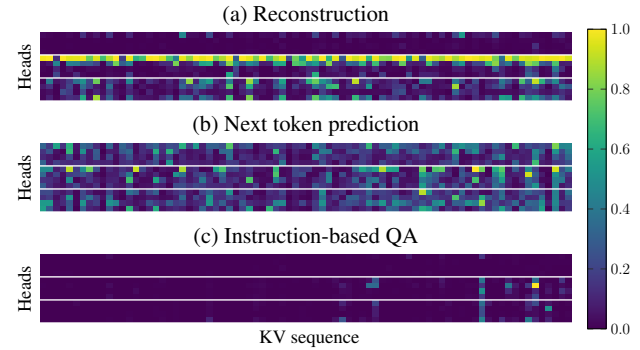 (a) Reconstruction
Heads
(b) Next token prediction
Heads
(c) Instruction-based QA
Heads
KV sequence
1.0
0.8
0.6
0.4
0.2
0.0